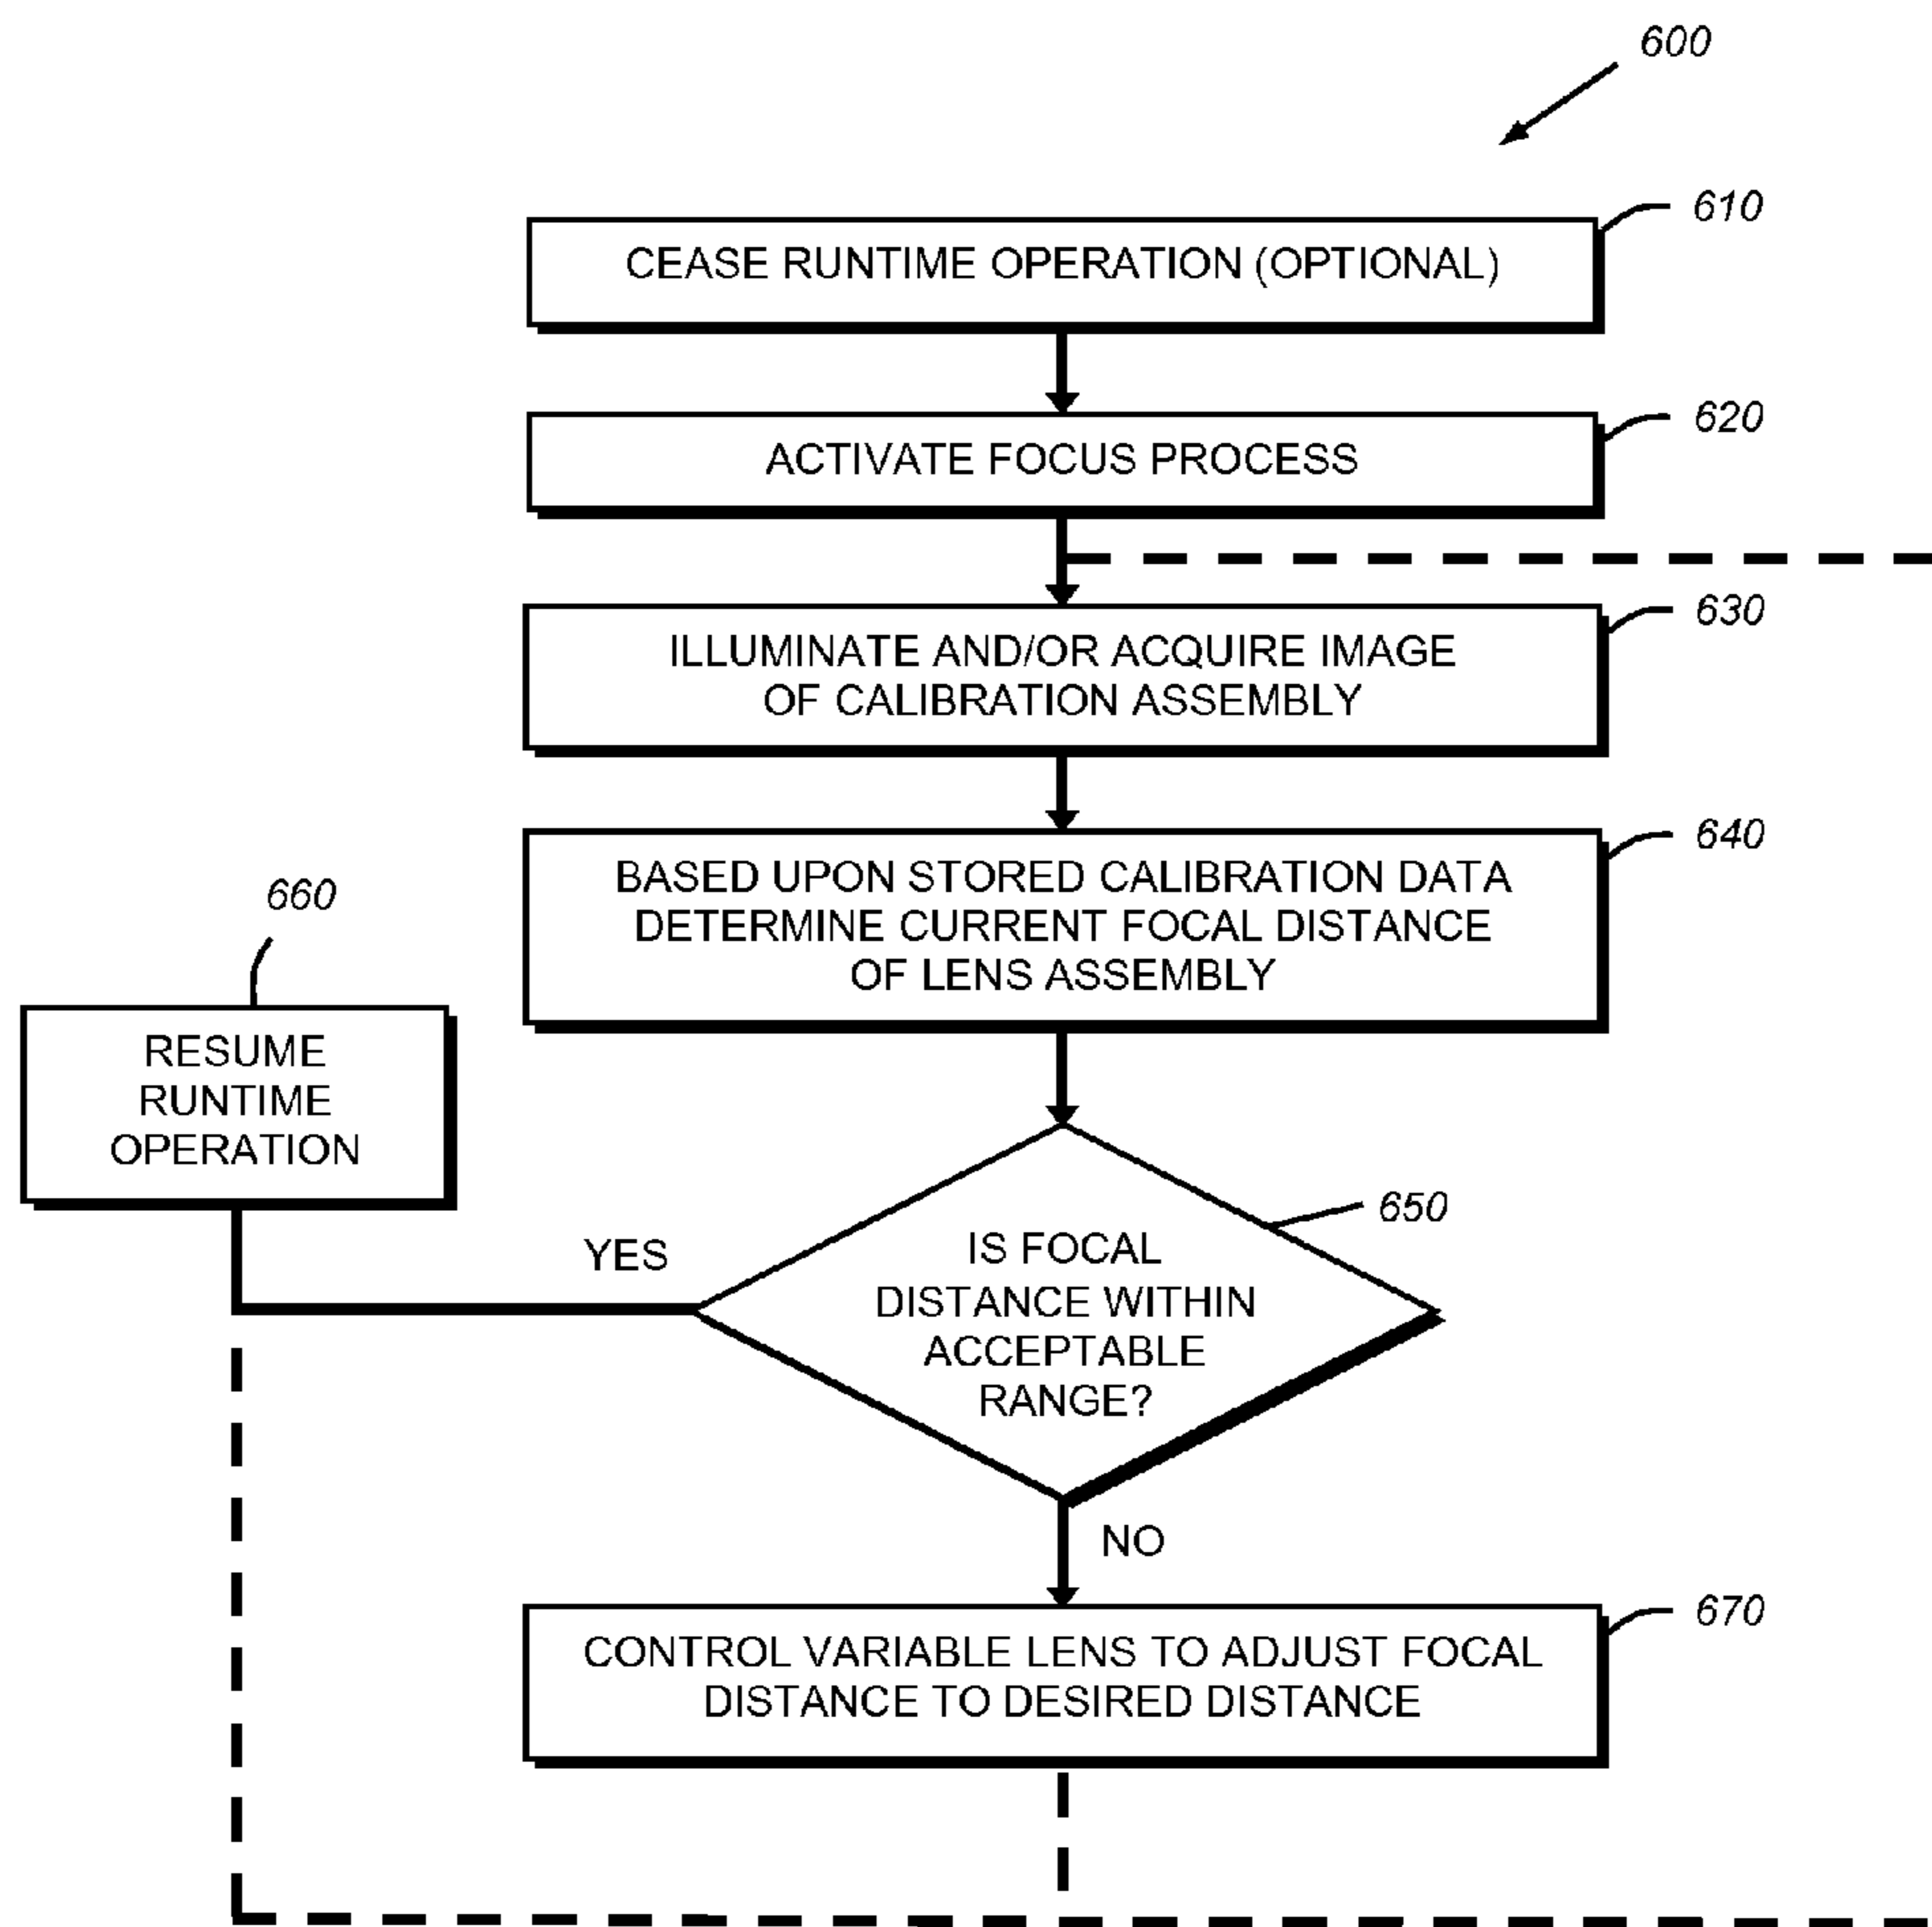 600
610
CEASE RUNTIME OPERATION (OPTIONAL)
620
ACTIVATE FOCUS PROCESS
630
ILLUMINATE AND/OR ACQUIRE IMAGE
OF CALIBRATION ASSEMBLY
640
BASED UPON STORED CALIBRATION DATA
DETERMINE CURRENT FOCAL DISTANCE
OF LENS ASSEMBLY
660
RESUME
RUNTIME
OPERATION
650
YES
IS FOCAL
DISTANCE WITHIN
ACCEPTABLE
RANGE?
NO
670
CONTROL VARIABLE LENS TO ADJUST FOCAL
DISTANCE TO DESIRED DISTANCE